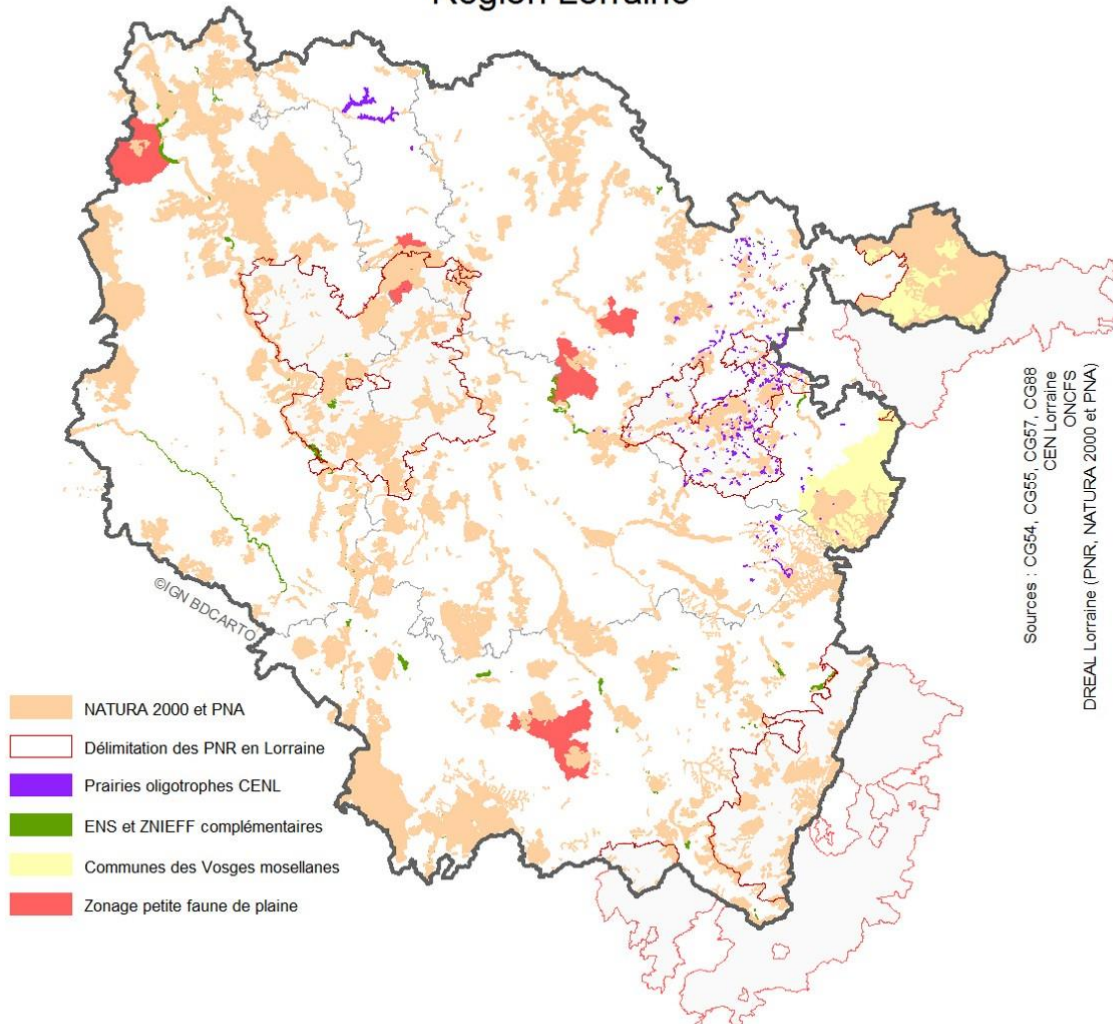 Région Lorraine
©IGN BDCARTO
NATURA 2000 et PNA
Délimitation des PNR en Lorraine
Prairies oligotrophes CENL
ENS et ZNIEFF complémentaires
Communes des Vosges mosellanes
Zonage petite faune de plaine
Sources : CG54, CG55, CG57, CG88
CEN Lorraine
ONCFS
DREAL Lorraine (PNR, NATURA 2000 et PNA)